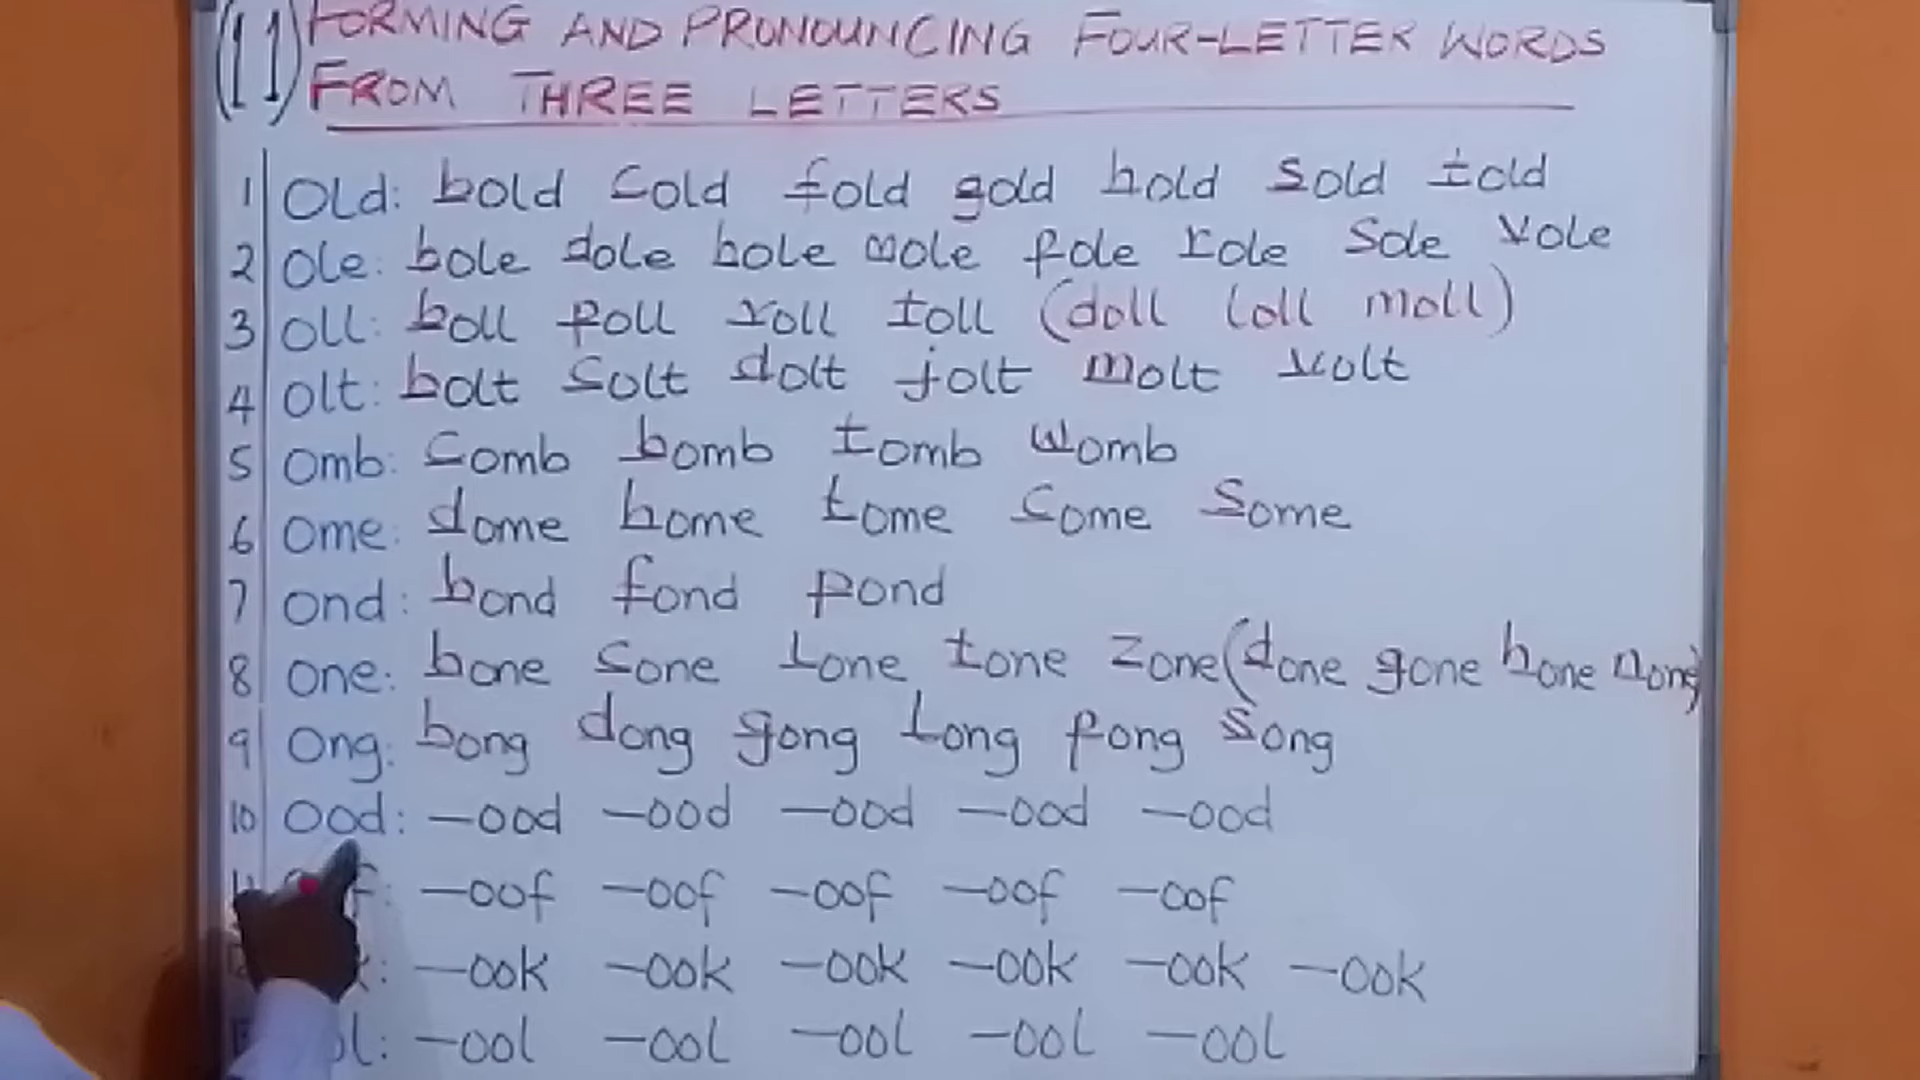 (11) FORMING AND PRONOUNCING FOUR-LETTER WORDS
FROM THREE LETTERS
1 Old: bold cold fold gold hold sold told
2 Ole: bole dole hole mole pole role sole vole
3 Oll: boll poll roll toll (doll loll moll)
4 Olt: bolt colt dolt jolt molt volt
5 Omb: comb bomb tomb womb
6 Ome: dome home tome come some
7 Ond: bond fond pond
8 One: bone cone lone tone zone (done gone hone none)
9 Ong: bong dong gong long pong song
10 Ood: -ood -ood -ood -ood -ood
-oof -oof -oof -oof -oof
-ook -ook -ook -ook -ook -ook
-ool -ool -ool -ool -ool